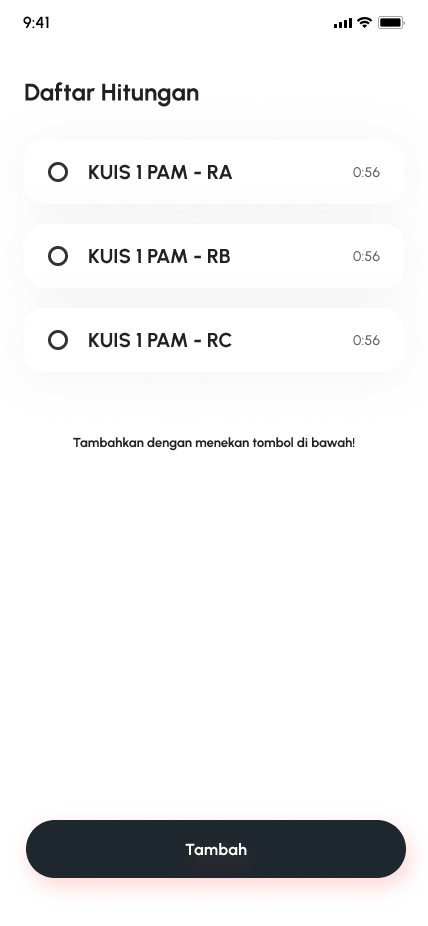 9:41
Daftar Hitungan
KUIS 1 PAM - RA 0:56
KUIS 1 PAM - RB 0:56
KUIS 1 PAM - RC 0:56
Tambahkan dengan menekan tombol di bawah!
Tambah